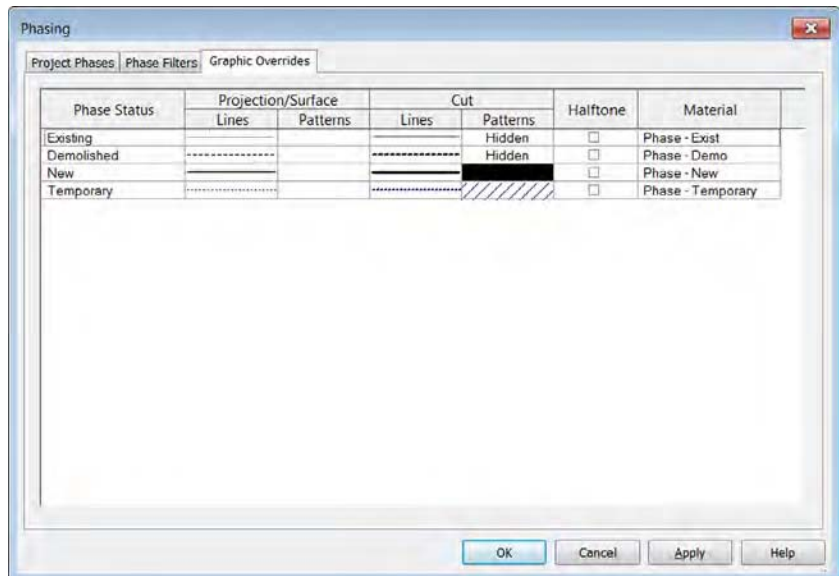 Phasing
Project Phases Phase Filters Graphic Overrides
Phase Status Projection/Surface Cut Halftone Material
Lines Patterns Lines Patterns
Existing Hidden Phase - Exist
Demolished Hidden Phase - Demo
New Phase - New
Temporary Phase - Temporary
OK Cancel Apply Help